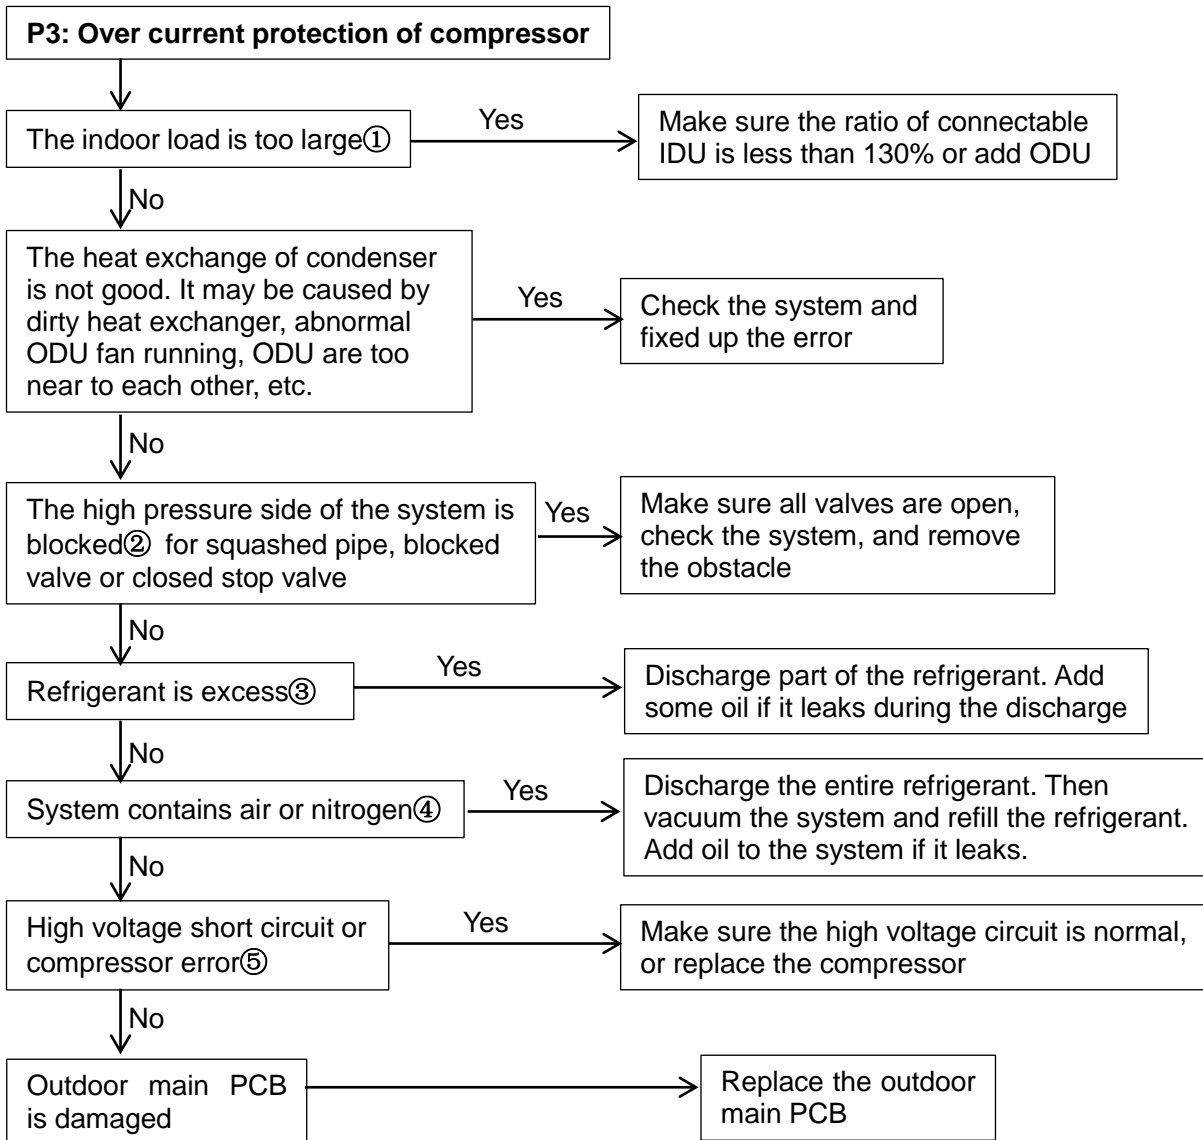 P3: Over current protection of compressor
The indoor load is too large①
Yes
Make sure the ratio of connectable
IDU is less than 130% or add ODU
No
The heat exchange of condenser
is not good. It may be caused by
dirty heat exchanger, abnormal
ODU fan running, ODU are too
near to each other, etc.
Yes
Check the system and
fixed up the error
No
The high pressure side of the system is
blocked② for squashed pipe, blocked
valve or closed stop valve
Yes
Make sure all valves are open,
check the system, and remove
the obstacle
No
Refrigerant is excess③
Yes
Discharge part of the refrigerant. Add
some oil if it leaks during the discharge
No
System contains air or nitrogen④
Yes
Discharge the entire refrigerant. Then
vacuum the system and refill the refrigerant.
Add oil to the system if it leaks.
No
High voltage short circuit or
compressor error⑤
Yes
Make sure the high voltage circuit is normal,
or replace the compressor
No
Outdoor main PCB
is damaged
Replace the outdoor
main PCB